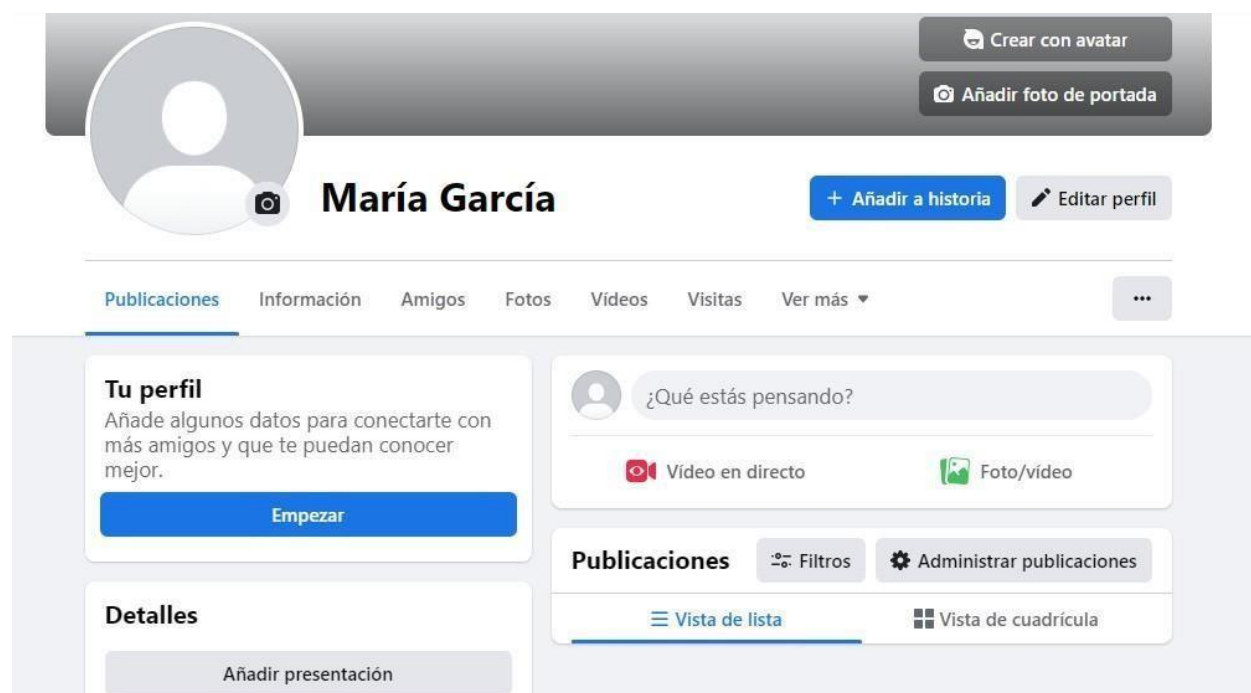 Crear con avatar
Añadir foto de portada
María García
+ Añadir a historia
Editar perfil
Publicaciones Información Amigos Fotos Vídeos Visitas Ver más
Tu perfil
Añade algunos datos para conectarte con
más amigos y que te puedan conocer
mejor.
Empezar
Detalles
Añadir presentación
¿Qué estás pensando?
Vídeo en directo Foto/vídeo
Publicaciones Filtros Administrar publicaciones
Vista de lista Vista de cuadrícula